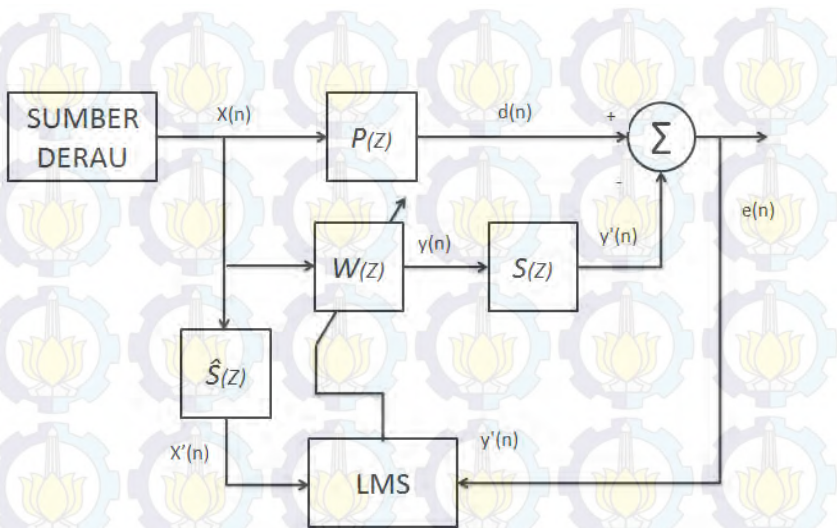 SUMBER
DERAU
X(n)
P(Z)
d(n)
+
Σ
-
e(n)
W(Z)
y(n)
S(Z)
y'(n)
Ŝ(Z)
X'(n)
LMS
y'(n)